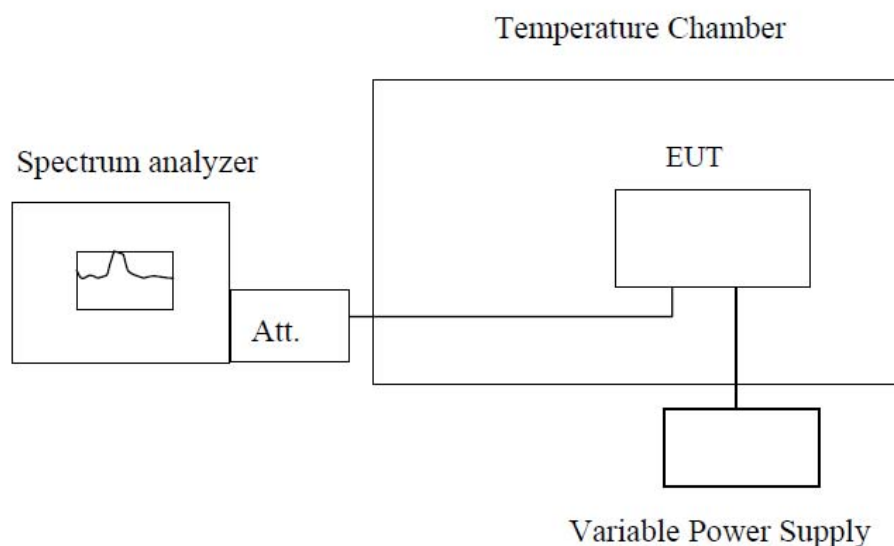 Temperature Chamber
Spectrum analyzer
EUT
Att.
Variable Power Supply